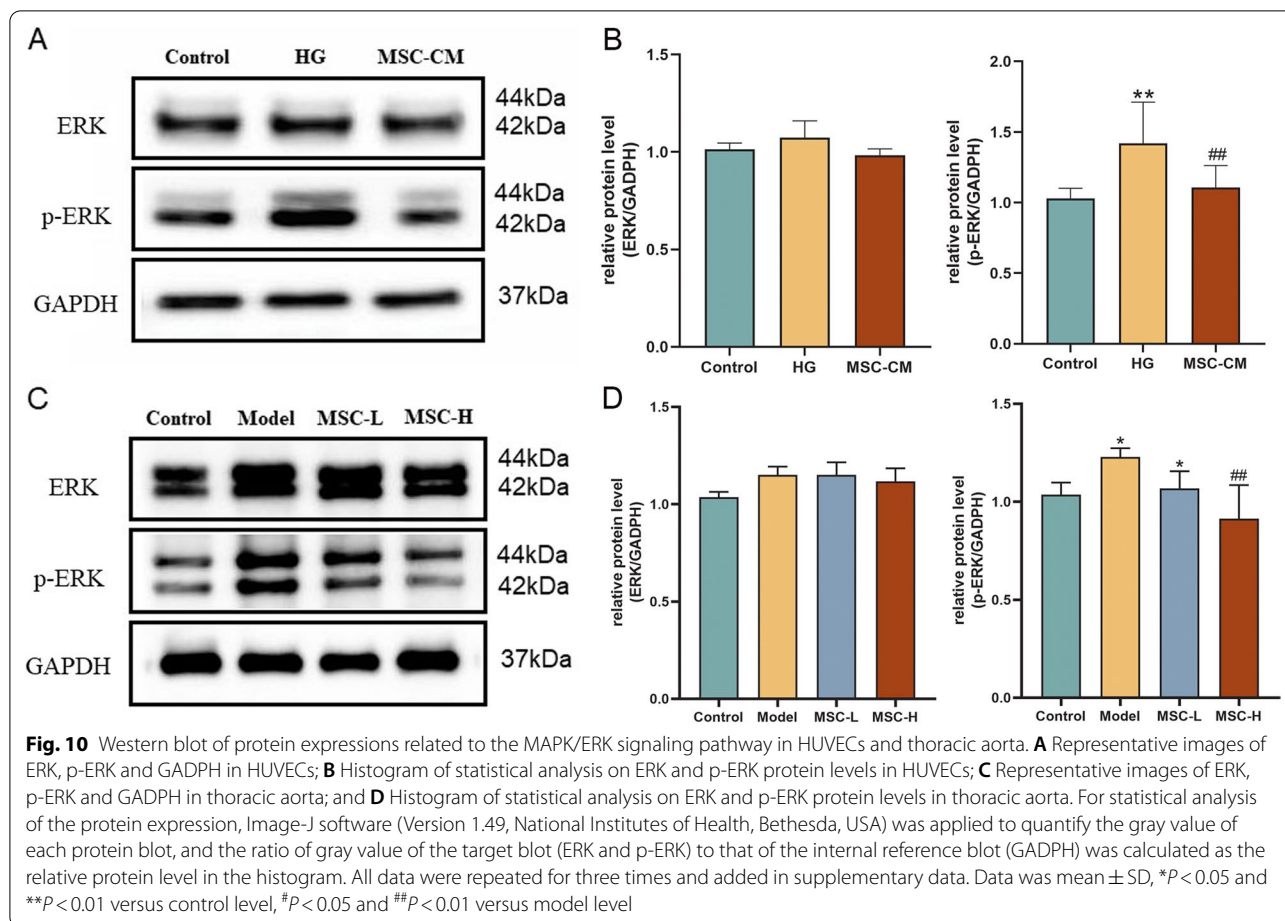 A
Control HG MSC-CM
ERK
44kDa
42kDa
p-ERK
44kDa
42kDa
GAPDH
37kDa
B
relative protein level
(ERK/GADPH)
1.5
1.0
0.5
0.0
Control HG MSC-CM
relative protein level
(p-ERK/GADPH)
2.0
1.5
1.0
0.5
0.0
**
##
Control HG MSC-CM
C
Control Model MSC-L MSC-H
ERK
44kDa
42kDa
p-ERK
44kDa
42kDa
GAPDH
37kDa
D
relative protein level
(ERK/GADPH)
1.5
1.0
0.5
0.0
Control Model MSC-L MSC-H
relative protein level
(p-ERK/GADPH)
1.5
1.0
0.5
0.0
*
*
##
Control Model MSC-L MSC-H
Fig. 10 Western blot of protein expressions related to the MAPK/ERK signaling pathway in HUVECs and thoracic aorta. A Representative images of
ERK, p-ERK and GADPH in HUVECs; B Histogram of statistical analysis on ERK and p-ERK protein levels in HUVECs; C Representative images of ERK,
p-ERK and GADPH in thoracic aorta; and D Histogram of statistical analysis on ERK and p-ERK protein levels in thoracic aorta. For statistical analysis
of the protein expression, Image-J software (Version 1.49, National Institutes of Health, Bethesda, USA) was applied to quantify the gray value of
each protein blot, and the ratio of gray value of the target blot (ERK and p-ERK) to that of the internal reference blot (GADPH) was calculated as the
relative protein level in the histogram. All data were repeated for three times and added in supplementary data. Data was mean ± SD, *P < 0.05 and
**P < 0.01 versus control level, #P < 0.05 and ##P < 0.01 versus model level